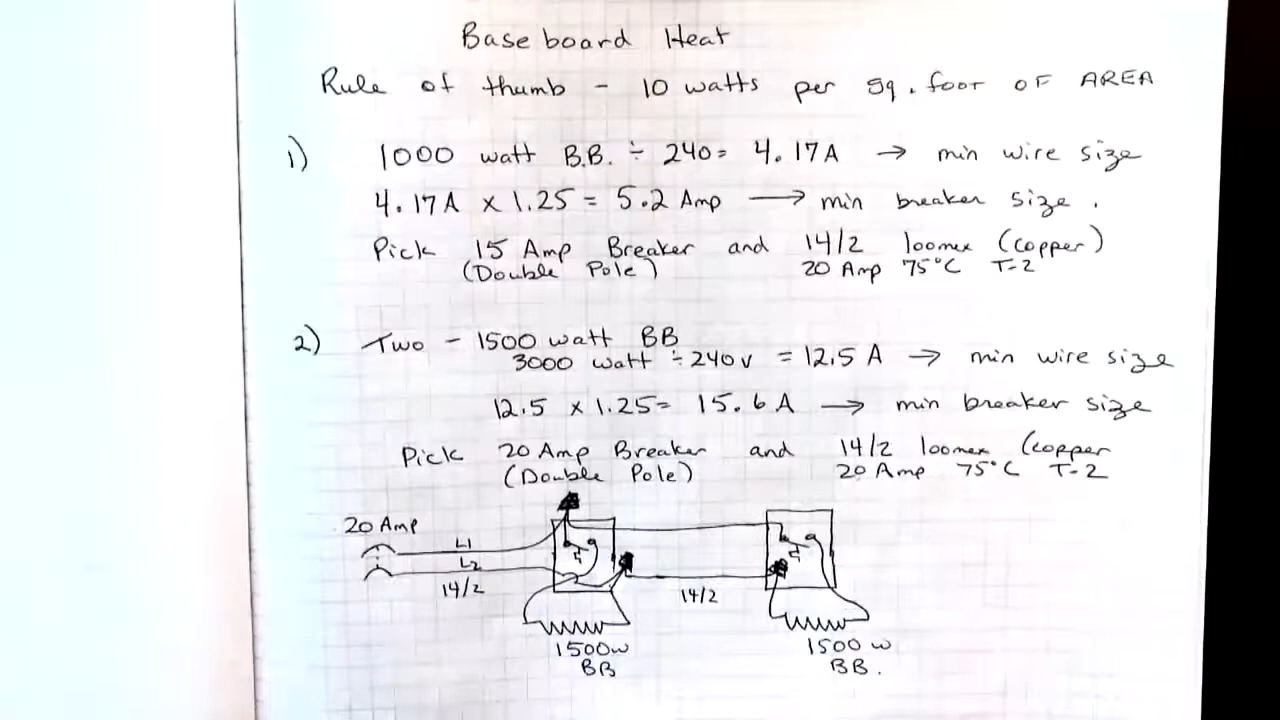 Baseboard Heat
Rule of thumb - 10 watts per sq. foot OF AREA
1) 1000 watt B.B. ÷ 240 = 4.17A → min wire size
4.17A x 1.25 = 5.2 Amp → min breaker size.
Pick 15 Amp Breaker and 14/2 loomex (copper)
(Double Pole) 20 Amp 75°C T-2
2) Two - 1500 watt BB
3000 watt ÷ 240v = 12.5 A → min wire size
12.5 x 1.25 = 15.6 A → min breaker size
Pick 20 Amp Breaker and 14/2 loomex (copper
(Double Pole) 20 Amp 75°C T-2
20 Amp
L1
L2
14/2
14/2
1500w
BB
1500 w
BB.